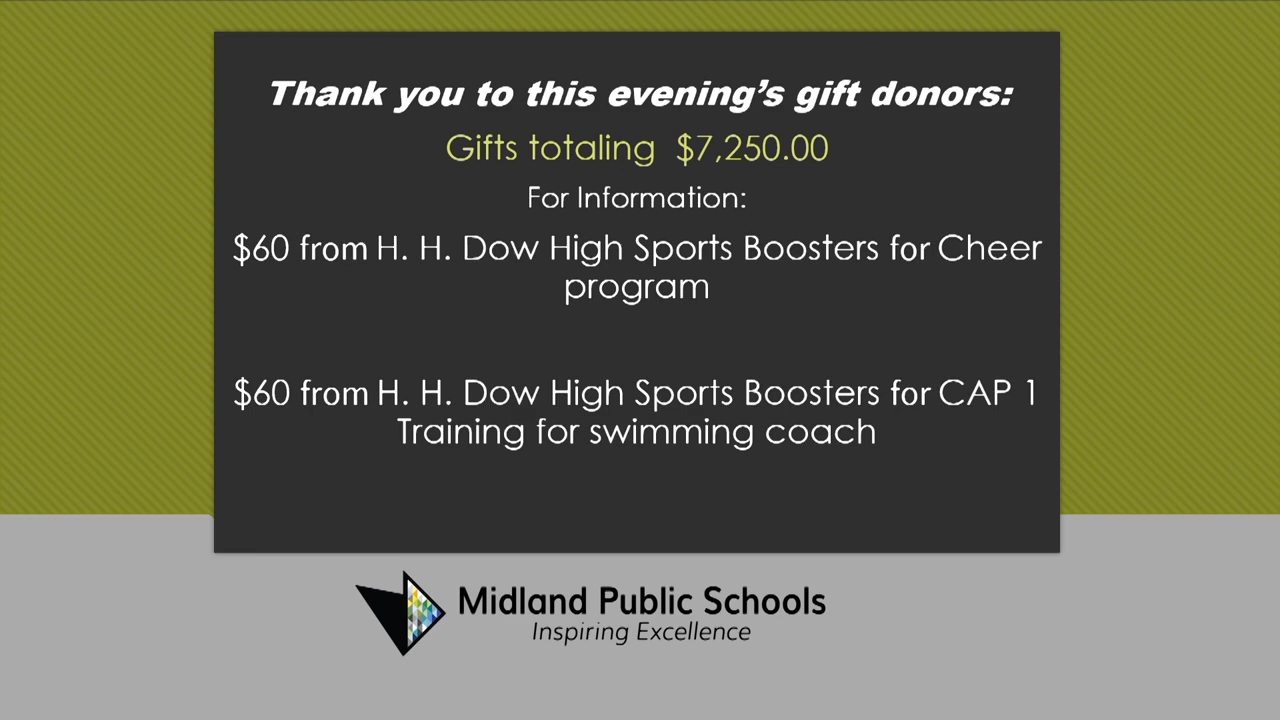 Thank you to this evening's gift donors:
Gifts totaling $7,250.00
For Information:
$60 from H. H. Dow High Sports Boosters for Cheer
program
$60 from H. H. Dow High Sports Boosters for CAP 1
Training for swimming coach
Midland Public Schools
Inspiring Excellence